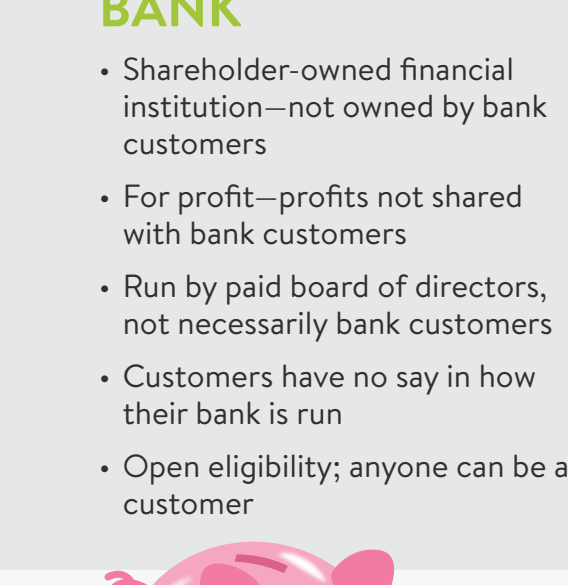 BANK
• Shareholder-owned financial
institution—not owned by bank
customers
• For profit—profits not shared
with bank customers
• Run by paid board of directors,
not necessarily bank customers
• Customers have no say in how
their bank is run
• Open eligibility; anyone can be a
customer